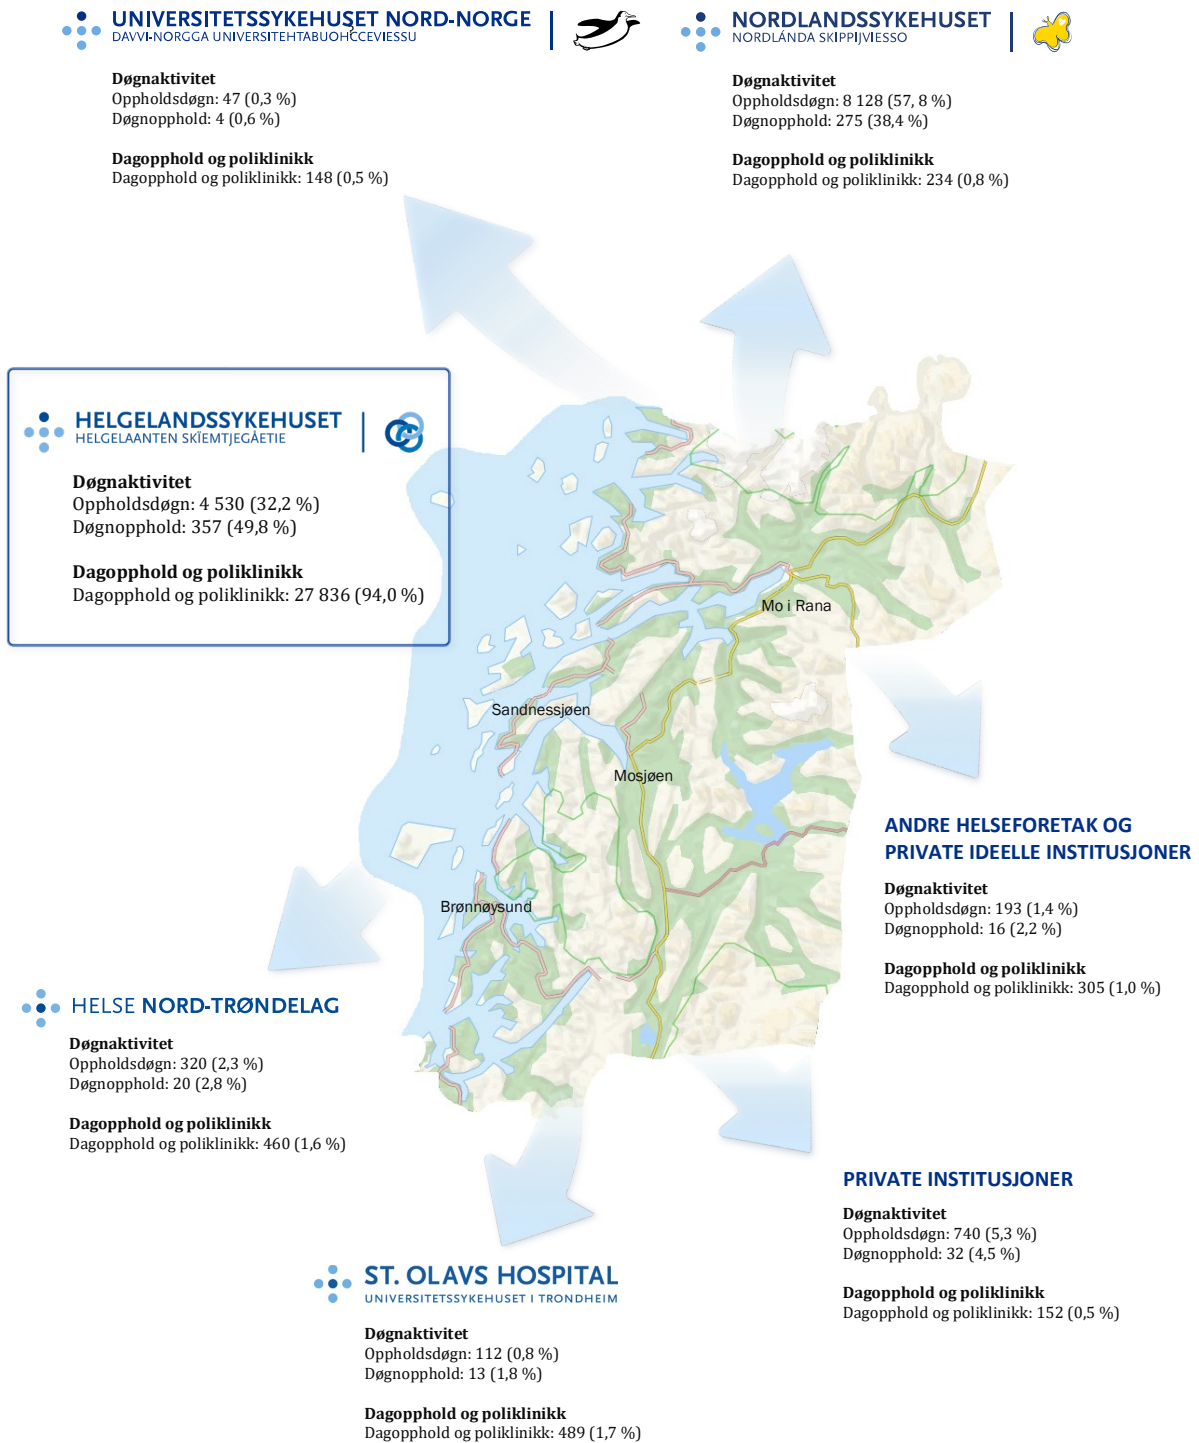 UNIVERSITETSSYKEHUSET NORD-NORGE
DAVVI-NORGGA UNIVERSITEHTABUOHCCEVIESSU
Døgnaktivitet
Oppholdsdøgn: 47 (0,3 %)
Døgnopphold: 4 (0,6 %)
Dagopphold og poliklinikk
Dagopphold og poliklinikk: 148 (0,5 %)
NORDLANDSSYKEHUSET
NORDLÁNDA SKIPPIJVIESSO
Døgnaktivitet
Oppholdsdøgn: 8 128 (57, 8 %)
Døgnopphold: 275 (38,4 %)
Dagopphold og poliklinikk
Dagopphold og poliklinikk: 234 (0,8 %)
HELGELANDSSYKEHUSET
HELGELAANTEN SKÏEMTJEGÅETIE
Døgnaktivitet
Oppholdsdøgn: 4 530 (32,2 %)
Døgnopphold: 357 (49,8 %)
Dagopphold og poliklinikk
Dagopphold og poliklinikk: 27 836 (94,0 %)
Mo i Rana
Sandnessjøen
Mosjøen
Brønnøysund
ANDRE HELSEFORETAK OG
PRIVATE IDEELLE INSTITUSJONER
Døgnaktivitet
Oppholdsdøgn: 193 (1,4 %)
Døgnopphold: 16 (2,2 %)
Dagopphold og poliklinikk
Dagopphold og poliklinikk: 305 (1,0 %)
HELSE NORD-TRØNDELAG
Døgnaktivitet
Oppholdsdøgn: 320 (2,3 %)
Døgnopphold: 20 (2,8 %)
Dagopphold og poliklinikk
Dagopphold og poliklinikk: 460 (1,6 %)
PRIVATE INSTITUSJONER
Døgnaktivitet
Oppholdsdøgn: 740 (5,3 %)
Døgnopphold: 32 (4,5 %)
Dagopphold og poliklinikk
Dagopphold og poliklinikk: 152 (0,5 %)
ST. OLAVS HOSPITAL
UNIVERSITETSSYKEHUSET I TRONDHEIM
Døgnaktivitet
Oppholdsdøgn: 112 (0,8 %)
Døgnopphold: 13 (1,8 %)
Dagopphold og poliklinikk
Dagopphold og poliklinikk: 489 (1,7 %)